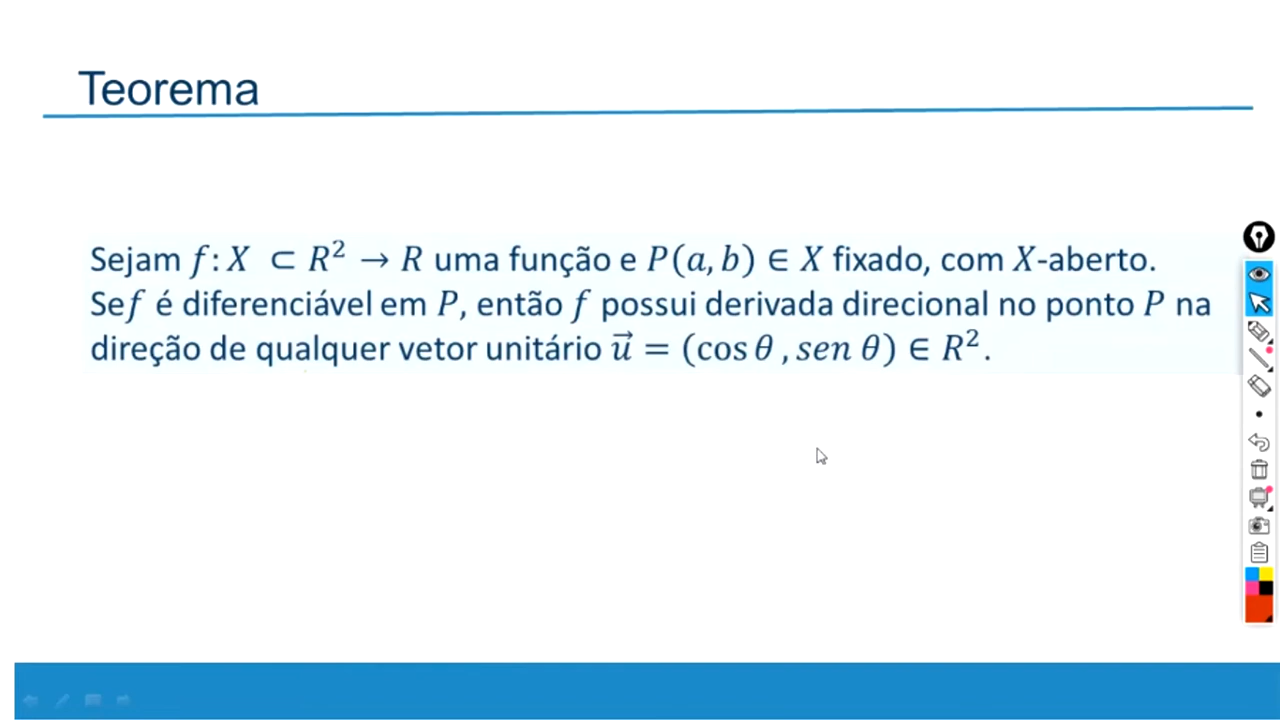 Teorema
Sejam f: X ⊂ R² → R uma função e P(a, b) ∈ X fixado, com X-aberto.
Se f é diferenciável em P, então f possui derivada direcional no ponto P na
direção de qualquer vetor unitário u⃗ = (cos θ , sen θ) ∈ R².